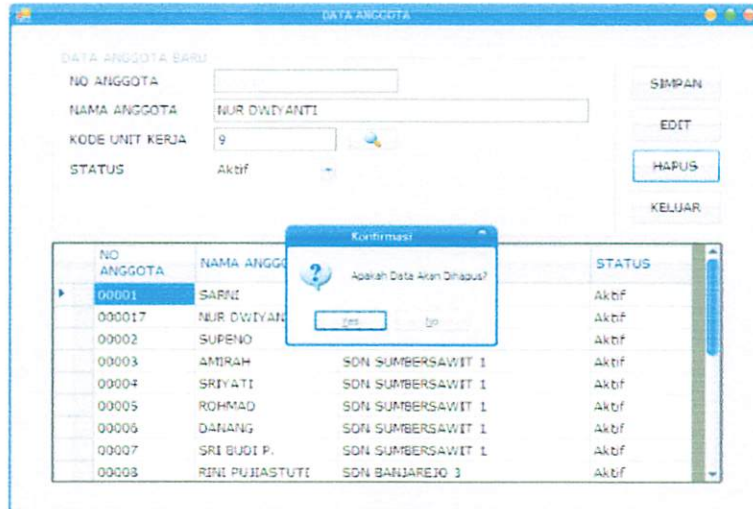 DATA ANGGOTA
DATA ANGGOTA BARU
NO ANGGOTA
SIMPAN
NAMA ANGGOTA NUR DWIYANTI
EDIT
KODE UNIT KERJA 9
STATUS Aktif
HAPUS
KELUAR
Konfirmasi
Apakah Data Akan Dihapus?
Yes No
NO ANGGOTA NAMA ANGGO STATUS
00001 SARNI Aktif
000017 NUR DWIYAN Aktif
00002 SUPENO Aktif
00003 AMIRAH SDN SUMBERSAWIT 1 Aktif
00004 SRIYATI SDN SUMBERSAWIT 1 Aktif
00005 ROHMAD SDN SUMBERSAWIT 1 Aktif
00006 DANANG SDN SUMBERSAWIT 1 Aktif
00007 SRI BUDI P. SDN SUMBERSAWIT 1 Aktif
00008 RINI PUJIASTUTI SDN BANJAREJO 3 Aktif